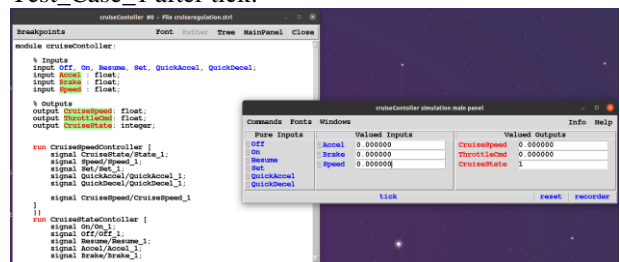 Test_Case_1 after tick.
cruiseContoller #0 - File cruiseregulation.strl
Breakpoints Font Father Tree MainPanel Close
module cruiseContoller:
% Inputs
input Off, On, Resume, Set, QuickAccel, QuickDecel;
input Accel : float;
input Brake : float;
input Speed : float;
% Outputs
output CruiseSpeed: float;
output ThrottleCmd: float;
output CruiseState: integer;
run CruiseSpeedController [
signal CruiseState/State_1;
signal Speed/Speed_1;
signal Set/Set_1;
signal QuickAccel/QuickAccel_1;
signal QuickDecel/QuickDecel_1;
signal CruiseSpeed/CruiseSpeed_1
]
||
run CruiseStateContoller [
signal On/On_1;
signal Off/Off_1;
signal Resume/Resume_1;
signal Accel/Accel_1;
signal Brake/Brake_1;
cruiseContoller simulation main panel
Commands Fonts Windows Info Help
Pure Inputs Valued Inputs Valued Outputs
Off Accel 0.000000 CruiseSpeed 0.000000
On Brake 0.000000 ThrottleCmd 0.000000
Resume Speed 0.000000 CruiseState 1
Set
QuickAccel
QuickDecel
tick reset recorder